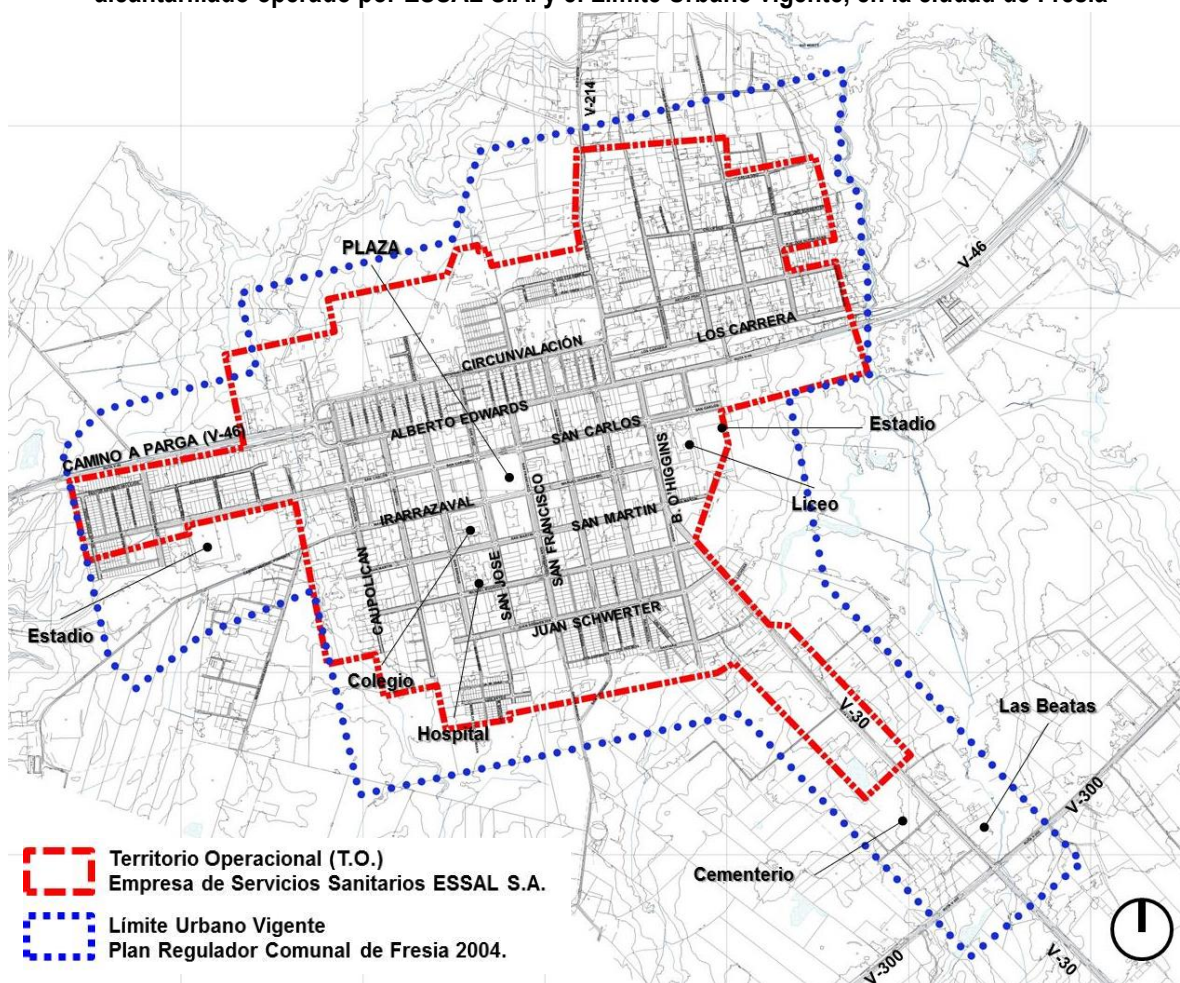 alcantarillado operado por ESSAL S.A. y el Límite Urbano Vigente, en la ciudad de Fresia
V-214
PLAZA
V-46
LOS CARRERA
CIRCUNVALACIÓN
ALBERTO EDWARDS
SAN CARLOS
Estadio
CAMINO A PARGA (V-46)
B. O'HIGGINS
Liceo
IRARRAZAVAL
SAN FRANCISCO
SAN MARTIN
CAUPOLICAN
SAN JOSE
JUAN SCHWERTER
Estadio
Colegio
Hospital
V-30
Las Beatas
V-300
Cementerio
Territorio Operacional (T.O.)
Empresa de Servicios Sanitarios ESSAL S.A.
Límite Urbano Vigente
Plan Regulador Comunal de Fresia 2004.
V-300
V-30